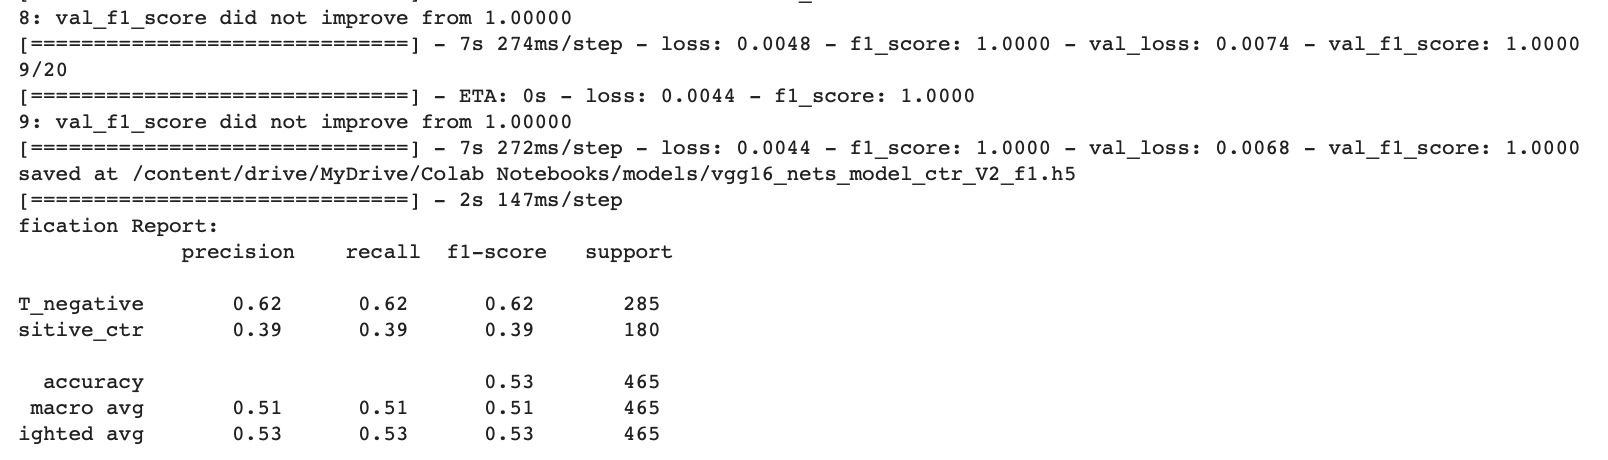 8: val_f1_score did not improve from 1.00000
[==============================] - 7s 274ms/step - loss: 0.0048 - f1_score: 1.0000 - val_loss: 0.0074 - val_f1_score: 1.0000
9/20
[==============================] - ETA: 0s - loss: 0.0044 - f1_score: 1.0000
9: val_f1_score did not improve from 1.00000
[==============================] - 7s 272ms/step - loss: 0.0044 - f1_score: 1.0000 - val_loss: 0.0068 - val_f1_score: 1.0000
saved at /content/drive/MyDrive/Colab Notebooks/models/vgg16_nets_model_ctr_V2_f1.h5
[==============================] - 2s 147ms/step
fication Report:
precision recall f1-score support
T_negative 0.62 0.62 0.62 285
sitive_ctr 0.39 0.39 0.39 180
accuracy 0.53 465
macro avg 0.51 0.51 0.51 465
ighted avg 0.53 0.53 0.53 465